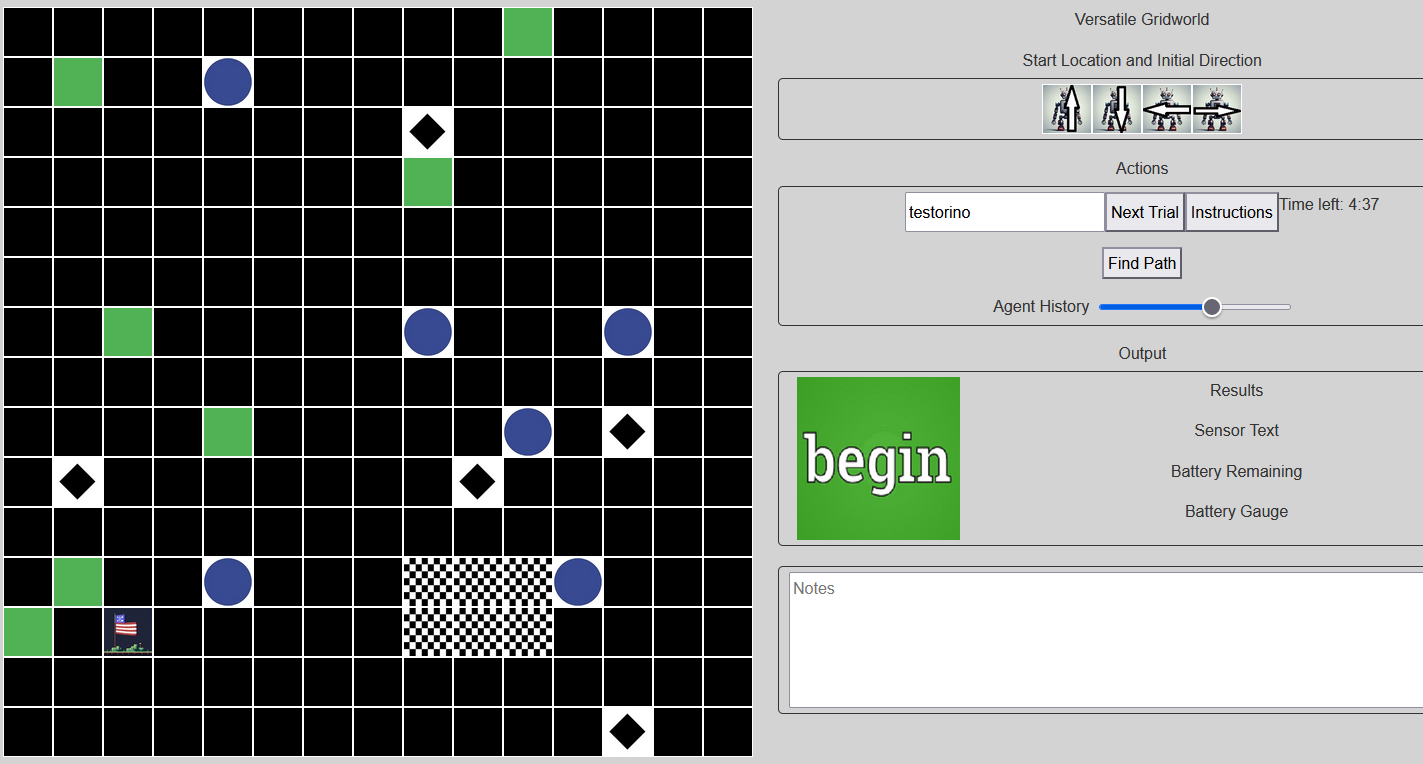 Versatile Gridworld
Start Location and Initial Direction
Actions
testorino
Next Trial
Instructions
Time left: 4:37
Find Path
Agent History
Output
begin
Results
Sensor Text
Battery Remaining
Battery Gauge
Notes